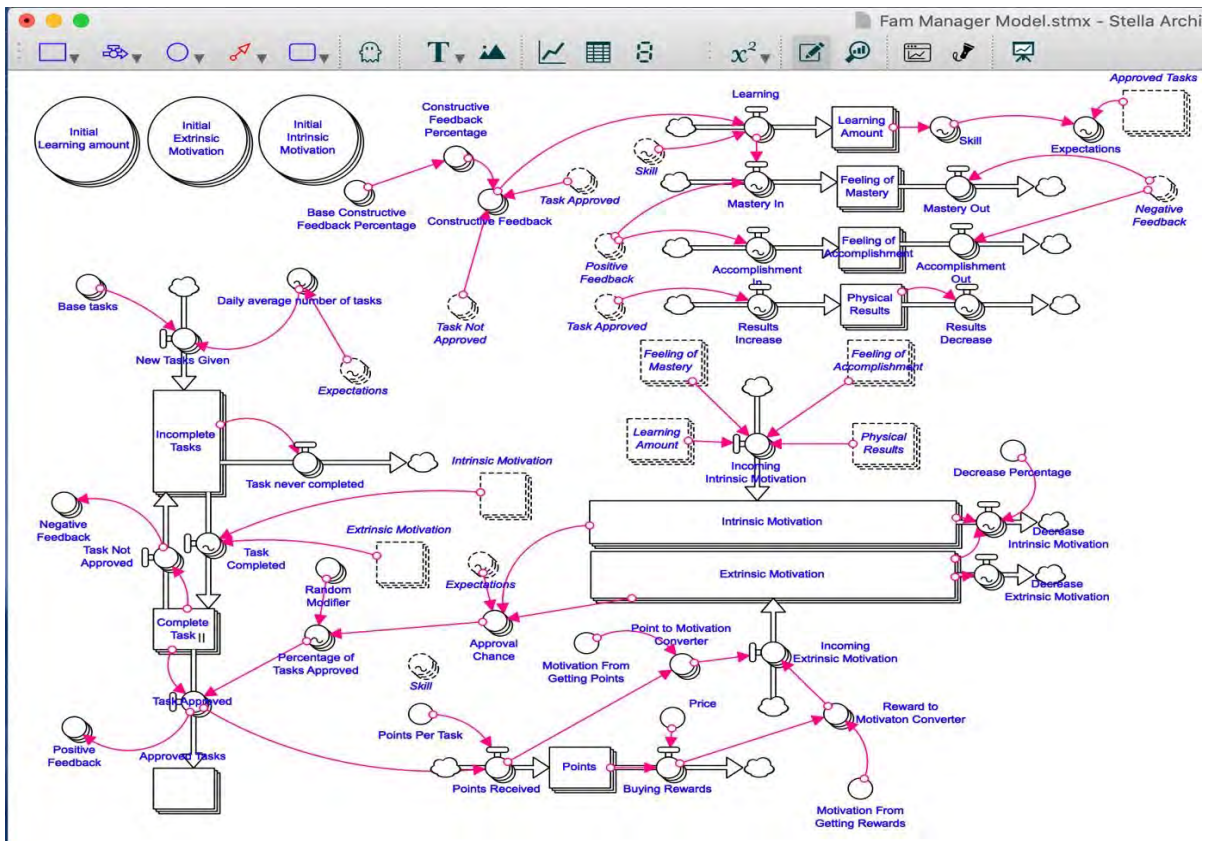 Fam Manager Model.stmx - Stella Archi
T
x²
Initial
Learning amount
Initial
Extrinsic
Motivation
Initial
Intrinsic
Motivation
Constructive
Feedback
Percentage
Base Constructive
Feedback Percentage
Constructive Feedback
Task Approved
Task Not
Approved
Learning
Learning
Amount
Skill
Skill
Expectations
Approved Tasks
Mastery In
Feeling of
Mastery
Mastery Out
Negative
Feedback
Positive
Feedback
Accomplishment
In
Feeling of
Accomplishment
Accomplishment
Out
Task Approved
Results
Increase
Physical
Results
Results
Decrease
Base tasks
Daily average number of tasks
New Tasks Given
Expectations
Feeling of
Mastery
Feeling of
Accomplishment
Learning
Amount
Physical
Results
Incoming
Intrinsic Motivation
Decrease Percentage
Incomplete
Tasks
Task never completed
Intrinsic Motivation
Extrinsic Motivation
Negative
Feedback
Task Not
Approved
Task
Completed
Intrinsic Motivation
Decrease
Intrinsic Motivation
Extrinsic Motivation
Decrease
Extrinsic Motivation
Random
Modifier
Expectations
Complete
Task
Percentage of
Tasks Approved
Approval
Chance
Skill
Point to Motivation
Converter
Motivation From
Getting Points
Incoming
Extrinsic Motivation
Task Approved
Positive
Feedback
Approved Tasks
Points Per Task
Price
Reward to
Motivaton Converter
Points Received
Points
Buying Rewards
Motivation From
Getting Rewards